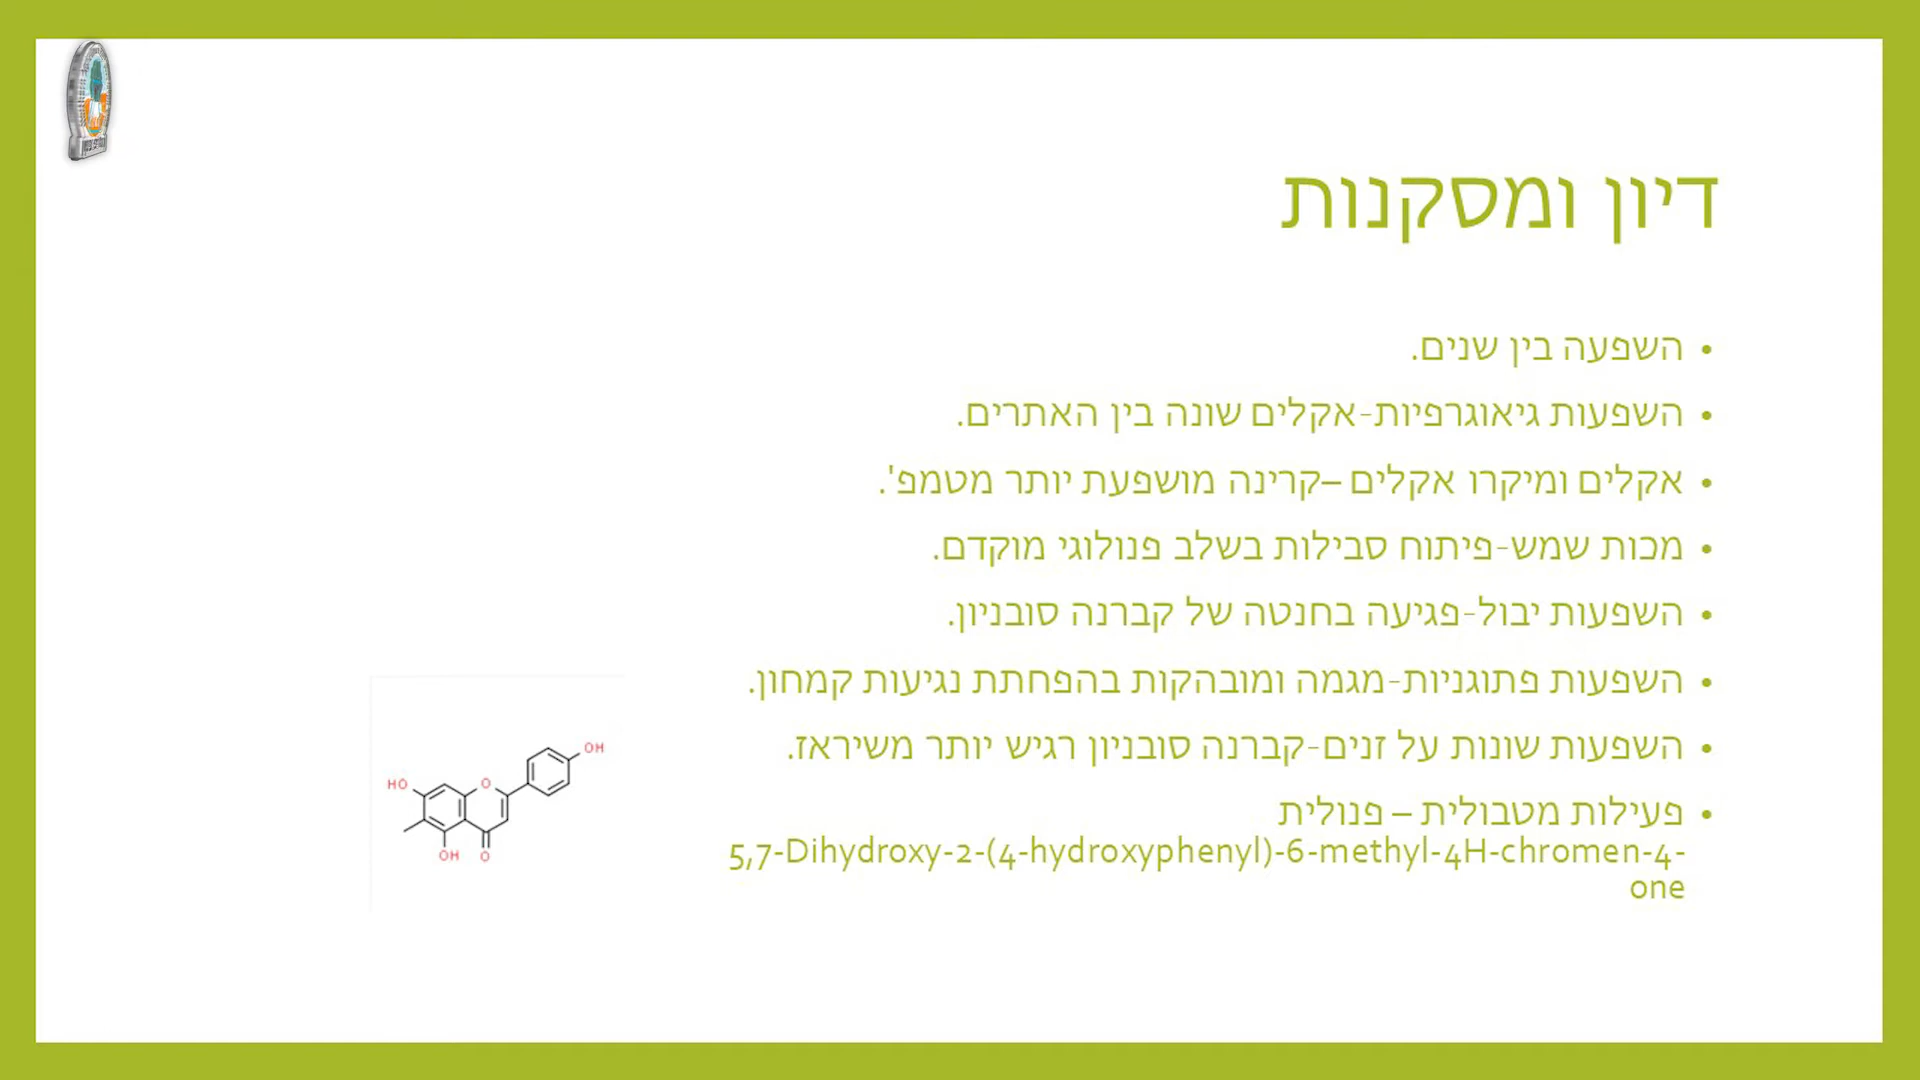 דיון ומסקנות
• השפעה בין שנים.
• השפעות גיאוגרפיות-אקלים שונה בין האתרים.
• אקלים ומיקרו אקלים –קרינה מושפעת יותר מטמפ'.
• מכות שמש-פיתוח סבילות בשלב פנולוגי מוקדם.
• השפעות יבול-פגיעה בחנטה של קברנה סובניון.
• השפעות פתוגניות-מגמה ומובהקות בהפחתת נגיעות קמחון.
• השפעות שונות על זנים-קברנה סובניון רגיש יותר משיראז.
• פעילות מטבולית – פנולית
5,7-Dihydroxy-2-(4-hydroxyphenyl)-6-methyl-4H-chromen-4-
one
OH
HO
O
OH
O